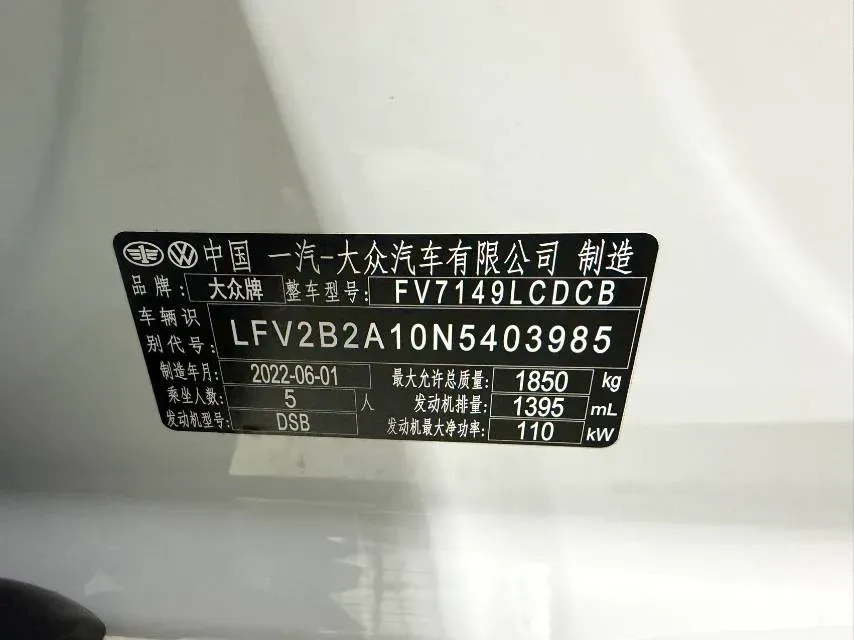 中国 一汽-大众汽车有限公司 制造
品牌: 大众牌 整车型号: FV7149LCDCB
车辆识别代号: LFV2B2A10N5403985
制造年月: 2022-06-01 最大允许总质量: 1850 kg
乘坐人数: 5 人 发动机排量: 1395 mL
发动机型号: DSB 发动机最大净功率: 110 kW